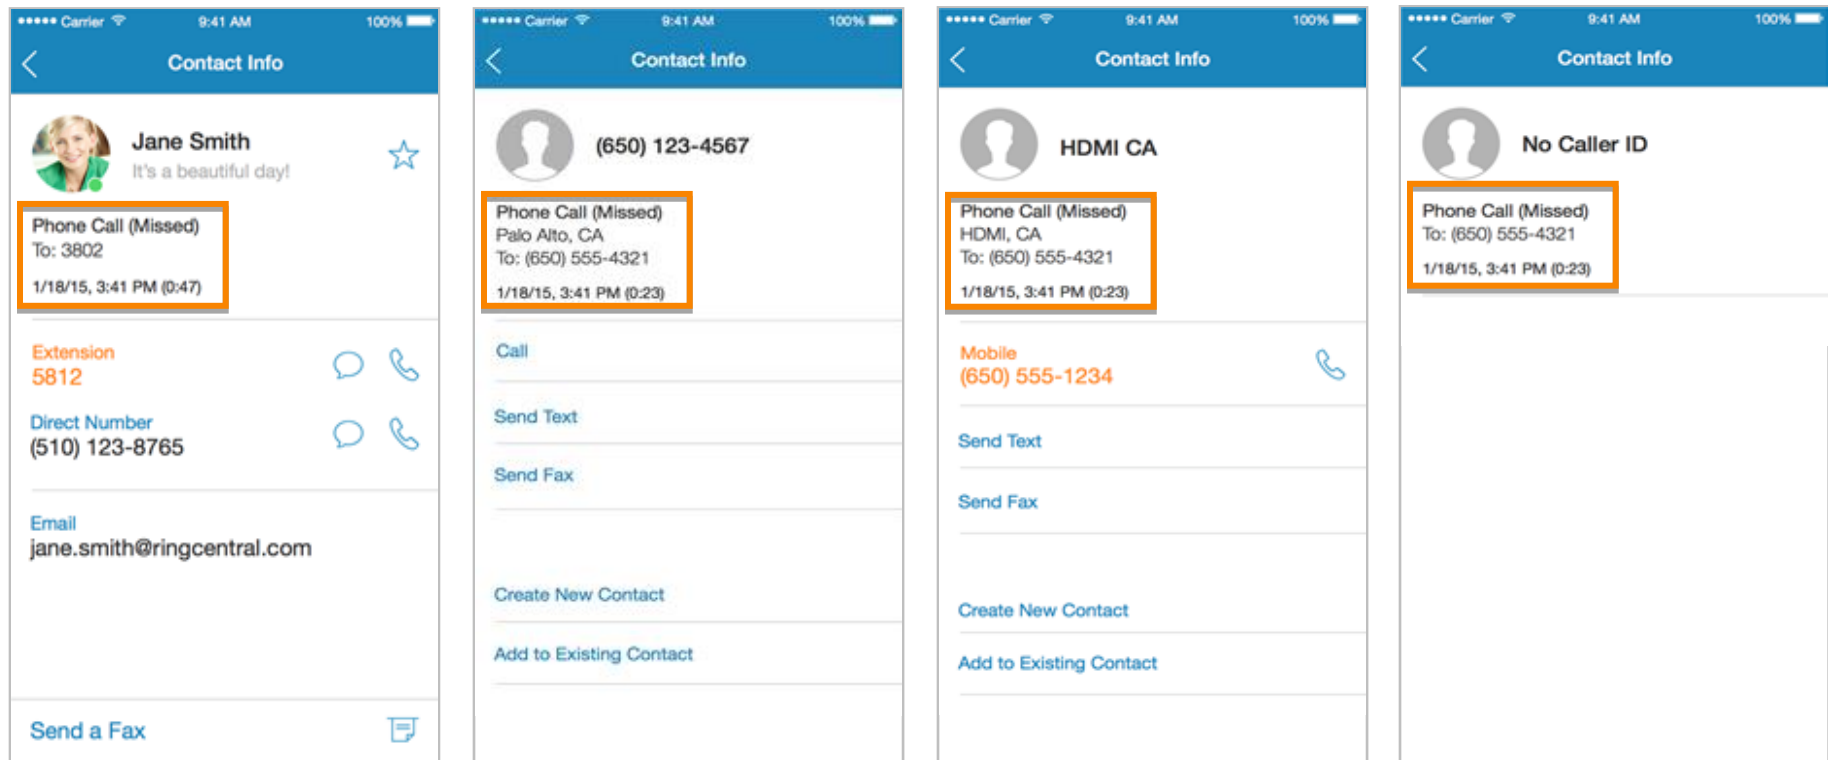 Carrier 9:41 AM 100%
Contact Info
Jane Smith
It's a beautiful day!
Phone Call (Missed)
To: 3802
1/18/15, 3:41 PM (0:47)
Extension
5812
Direct Number
(510) 123-8765
Email
jane.smith@ringcentral.com
Send a Fax
Carrier 9:41 AM 100%
Contact Info
(650) 123-4567
Phone Call (Missed)
Palo Alto, CA
To: (650) 555-4321
1/18/15, 3:41 PM (0:23)
Call
Send Text
Send Fax
Create New Contact
Add to Existing Contact
Carrier 9:41 AM 100%
Contact Info
HDMI CA
Phone Call (Missed)
HDMI, CA
To: (650) 555-4321
1/18/15, 3:41 PM (0:23)
Mobile
(650) 555-1234
Send Text
Send Fax
Create New Contact
Add to Existing Contact
Carrier 9:41 AM 100%
Contact Info
No Caller ID
Phone Call (Missed)
To: (650) 555-4321
1/18/15, 3:41 PM (0:23)